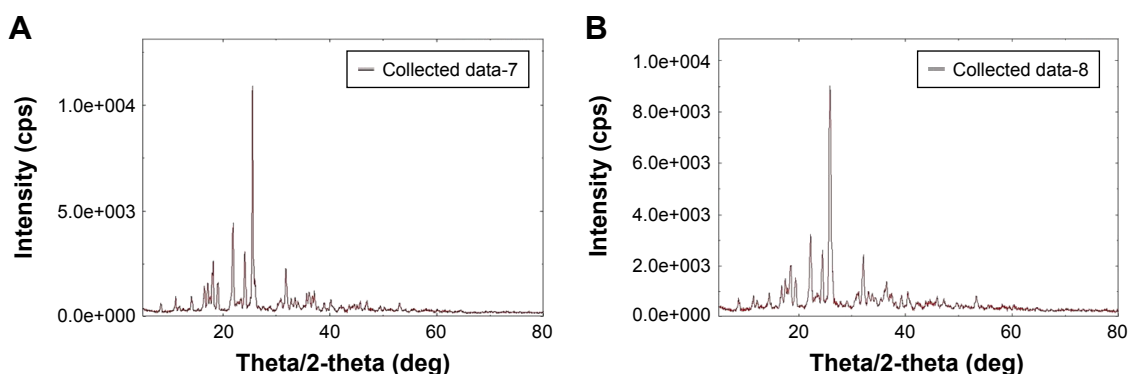 A
Collected data-7
Intensity (cps)
1.0e+004
5.0e+003
0.0e+000
20
40
60
80
Theta/2-theta (deg)
B
Collected data-8
Intensity (cps)
1.0e+004
8.0e+003
6.0e+003
4.0e+003
2.0e+003
0.0e+000
20
40
60
80
Theta/2-theta (deg)